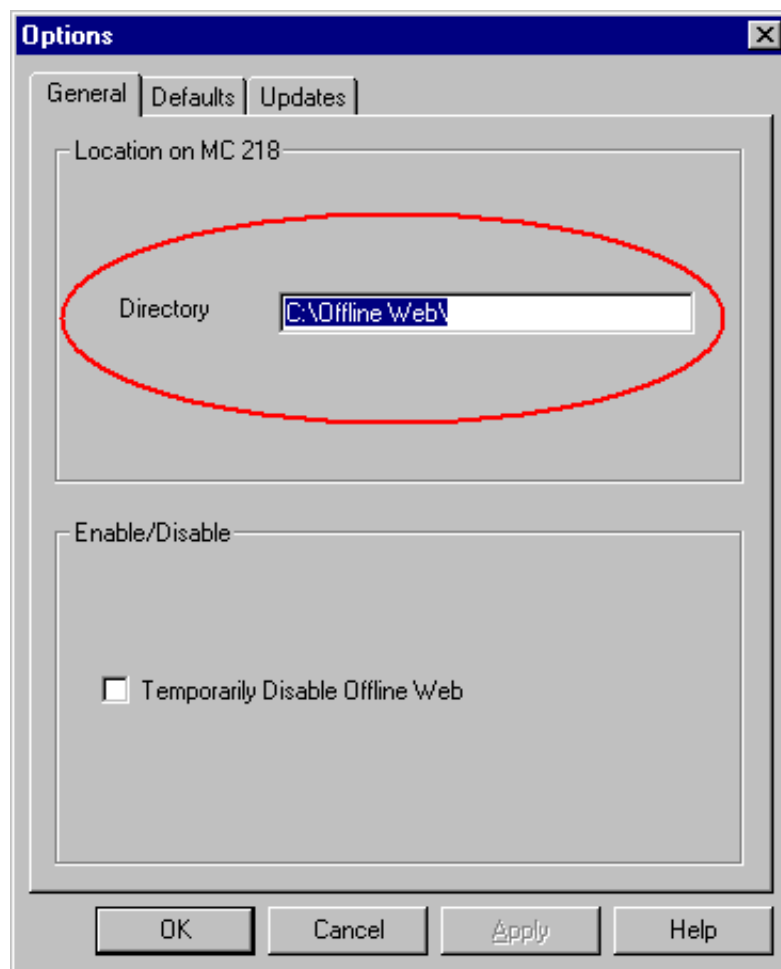 Options
General Defaults Updates
Location on MC 218
Directory C:\Offline Web\
Enable/Disable
Temporarily Disable Offline Web
OK Cancel Apply Help